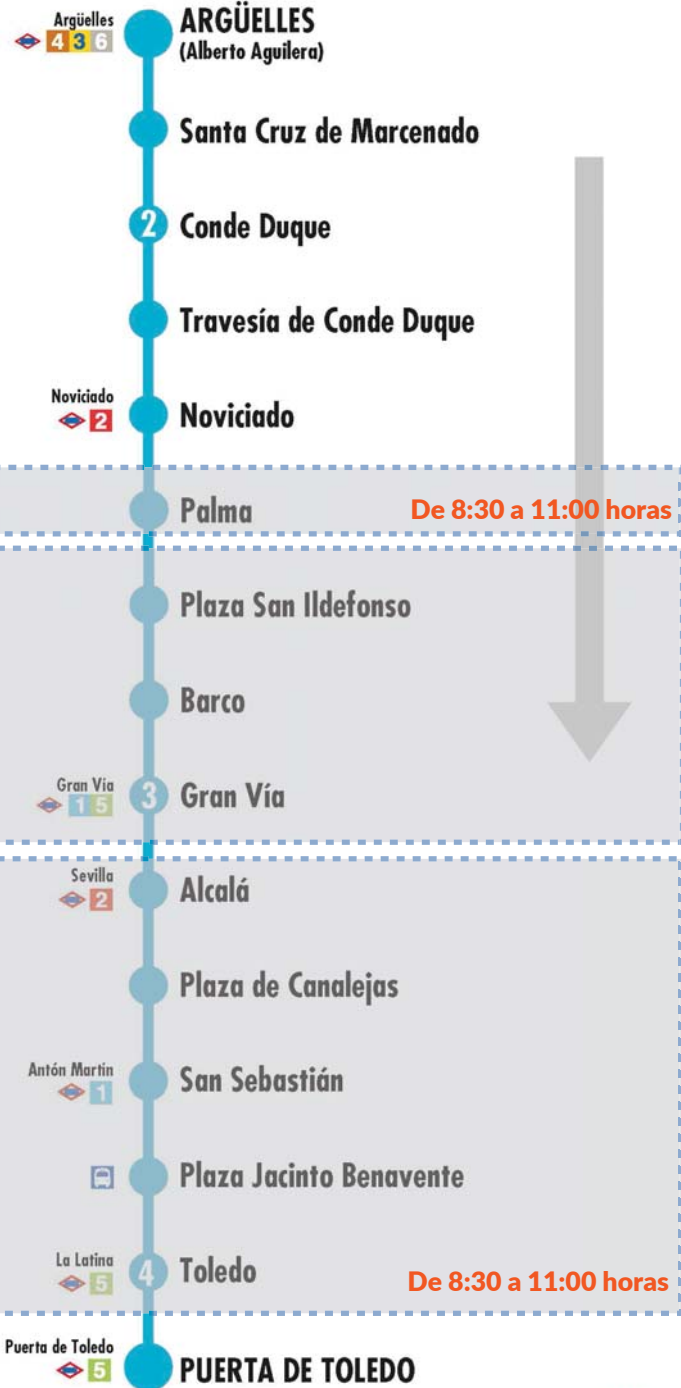 Argüelles
4 3 6
ARGÜELLES
(Alberto Aguilera)
Santa Cruz de Marcenado
2 Conde Duque
Travesía de Conde Duque
Noviciado
2
Noviciado
Palma
De 8:30 a 11:00 horas
Plaza San Ildefonso
Barco
Gran Vía
1 5
3 Gran Vía
Sevilla
2
Alcalá
Plaza de Canalejas
Antón Martín
1
San Sebastián
Plaza Jacinto Benavente
La Latina
5
4 Toledo
De 8:30 a 11:00 horas
Puerta de Toledo
5
PUERTA DE TOLEDO